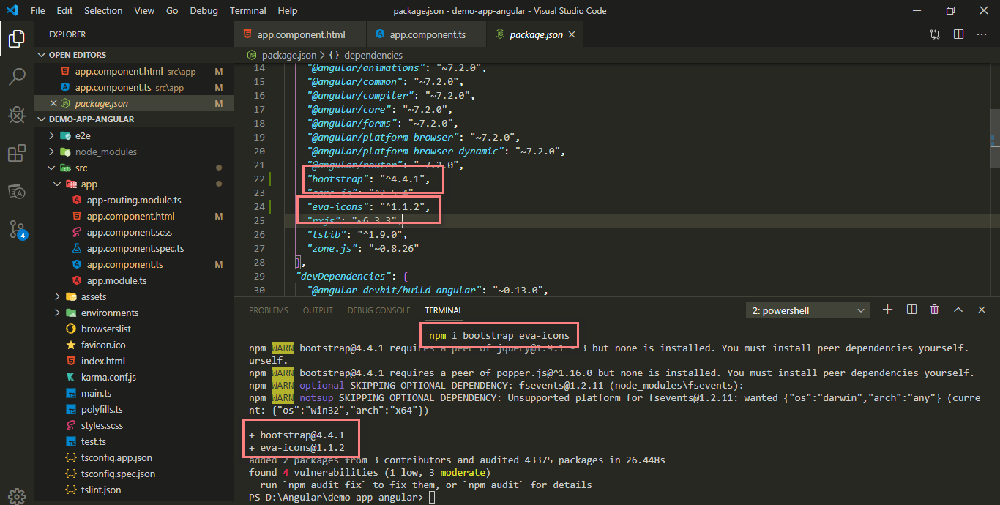 File Edit Selection View Go Debug Terminal Help package.json - demo-app-angular - Visual Studio Code
EXPLORER
OPEN EDITORS
app.component.html src\app M
app.component.ts src\app M
package.json M
DEMO-APP-ANGULAR
e2e
node_modules
src
app
app-routing.module.ts
app.component.html M
app.component.scss
app.component.spec.ts
app.component.ts M
app.module.ts
assets
environments
browserslist
favicon.ico
index.html
karma.conf.js
main.ts
polyfills.ts
styles.scss
test.ts
tsconfig.app.json
tsconfig.spec.json
tslint.json
4
app.component.html app.component.ts package.json
package.json > {} dependencies
14 "@angular/animations": "~7.2.0",
15 "@angular/common": "~7.2.0",
16 "@angular/compiler": "~7.2.0",
17 "@angular/core": "~7.2.0",
18 "@angular/forms": "~7.2.0",
19 "@angular/platform-browser": "~7.2.0",
20 "@angular/platform-browser-dynamic": "~7.2.0",
21 "@angular/router": "~7.2.0",
22 "bootstrap": "^4.4.1",
23 "core-js": "^2.5.4",
24 "eva-icons": "^1.1.2",
25 "rxjs": "~6.3.3",
26 "tslib": "^1.9.0",
27 "zone.js": "~0.8.26"
28 },
29 "devDependencies": {
30 "@angular-devkit/build-angular": "~0.13.0",
PROBLEMS OUTPUT DEBUG CONSOLE TERMINAL 2: powershell
npm i bootstrap eva-icons
npm WARN bootstrap@4.4.1 requires a peer of jquery@1.9.1 - 3 but none is installed. You must install peer dependencies yourself.
urself.
npm WARN bootstrap@4.4.1 requires a peer of popper.js@^1.16.0 but none is installed. You must install peer dependencies yourself.
npm WARN optional SKIPPING OPTIONAL DEPENDENCY: fsevents@1.2.11 (node_modules\fsevents):
npm WARN notsup SKIPPING OPTIONAL DEPENDENCY: Unsupported platform for fsevents@1.2.11: wanted {"os":"darwin","arch":"any"} (curre
nt: {"os":"win32","arch":"x64"})
+ bootstrap@4.4.1
+ eva-icons@1.1.2
added 2 packages from 3 contributors and audited 43375 packages in 26.448s
found 4 vulnerabilities (1 low, 3 moderate)
run `npm audit fix` to fix them, or `npm audit` for details
PS D:\Angular\demo-app-angular>